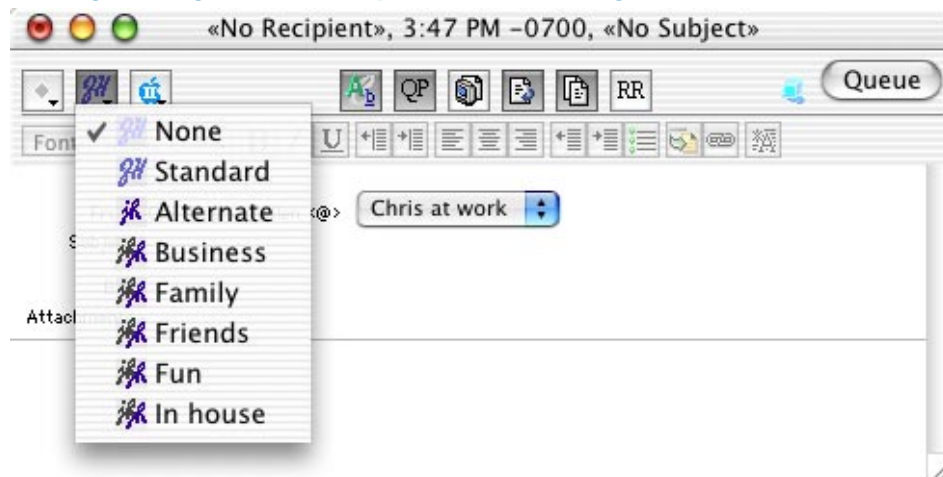 «No Recipient», 3:47 PM –0700, «No Subject»
QP RR Queue
Font U
None
Standard
Alternate <@> Chris at work
Business
Family
Friends
Fun
In house